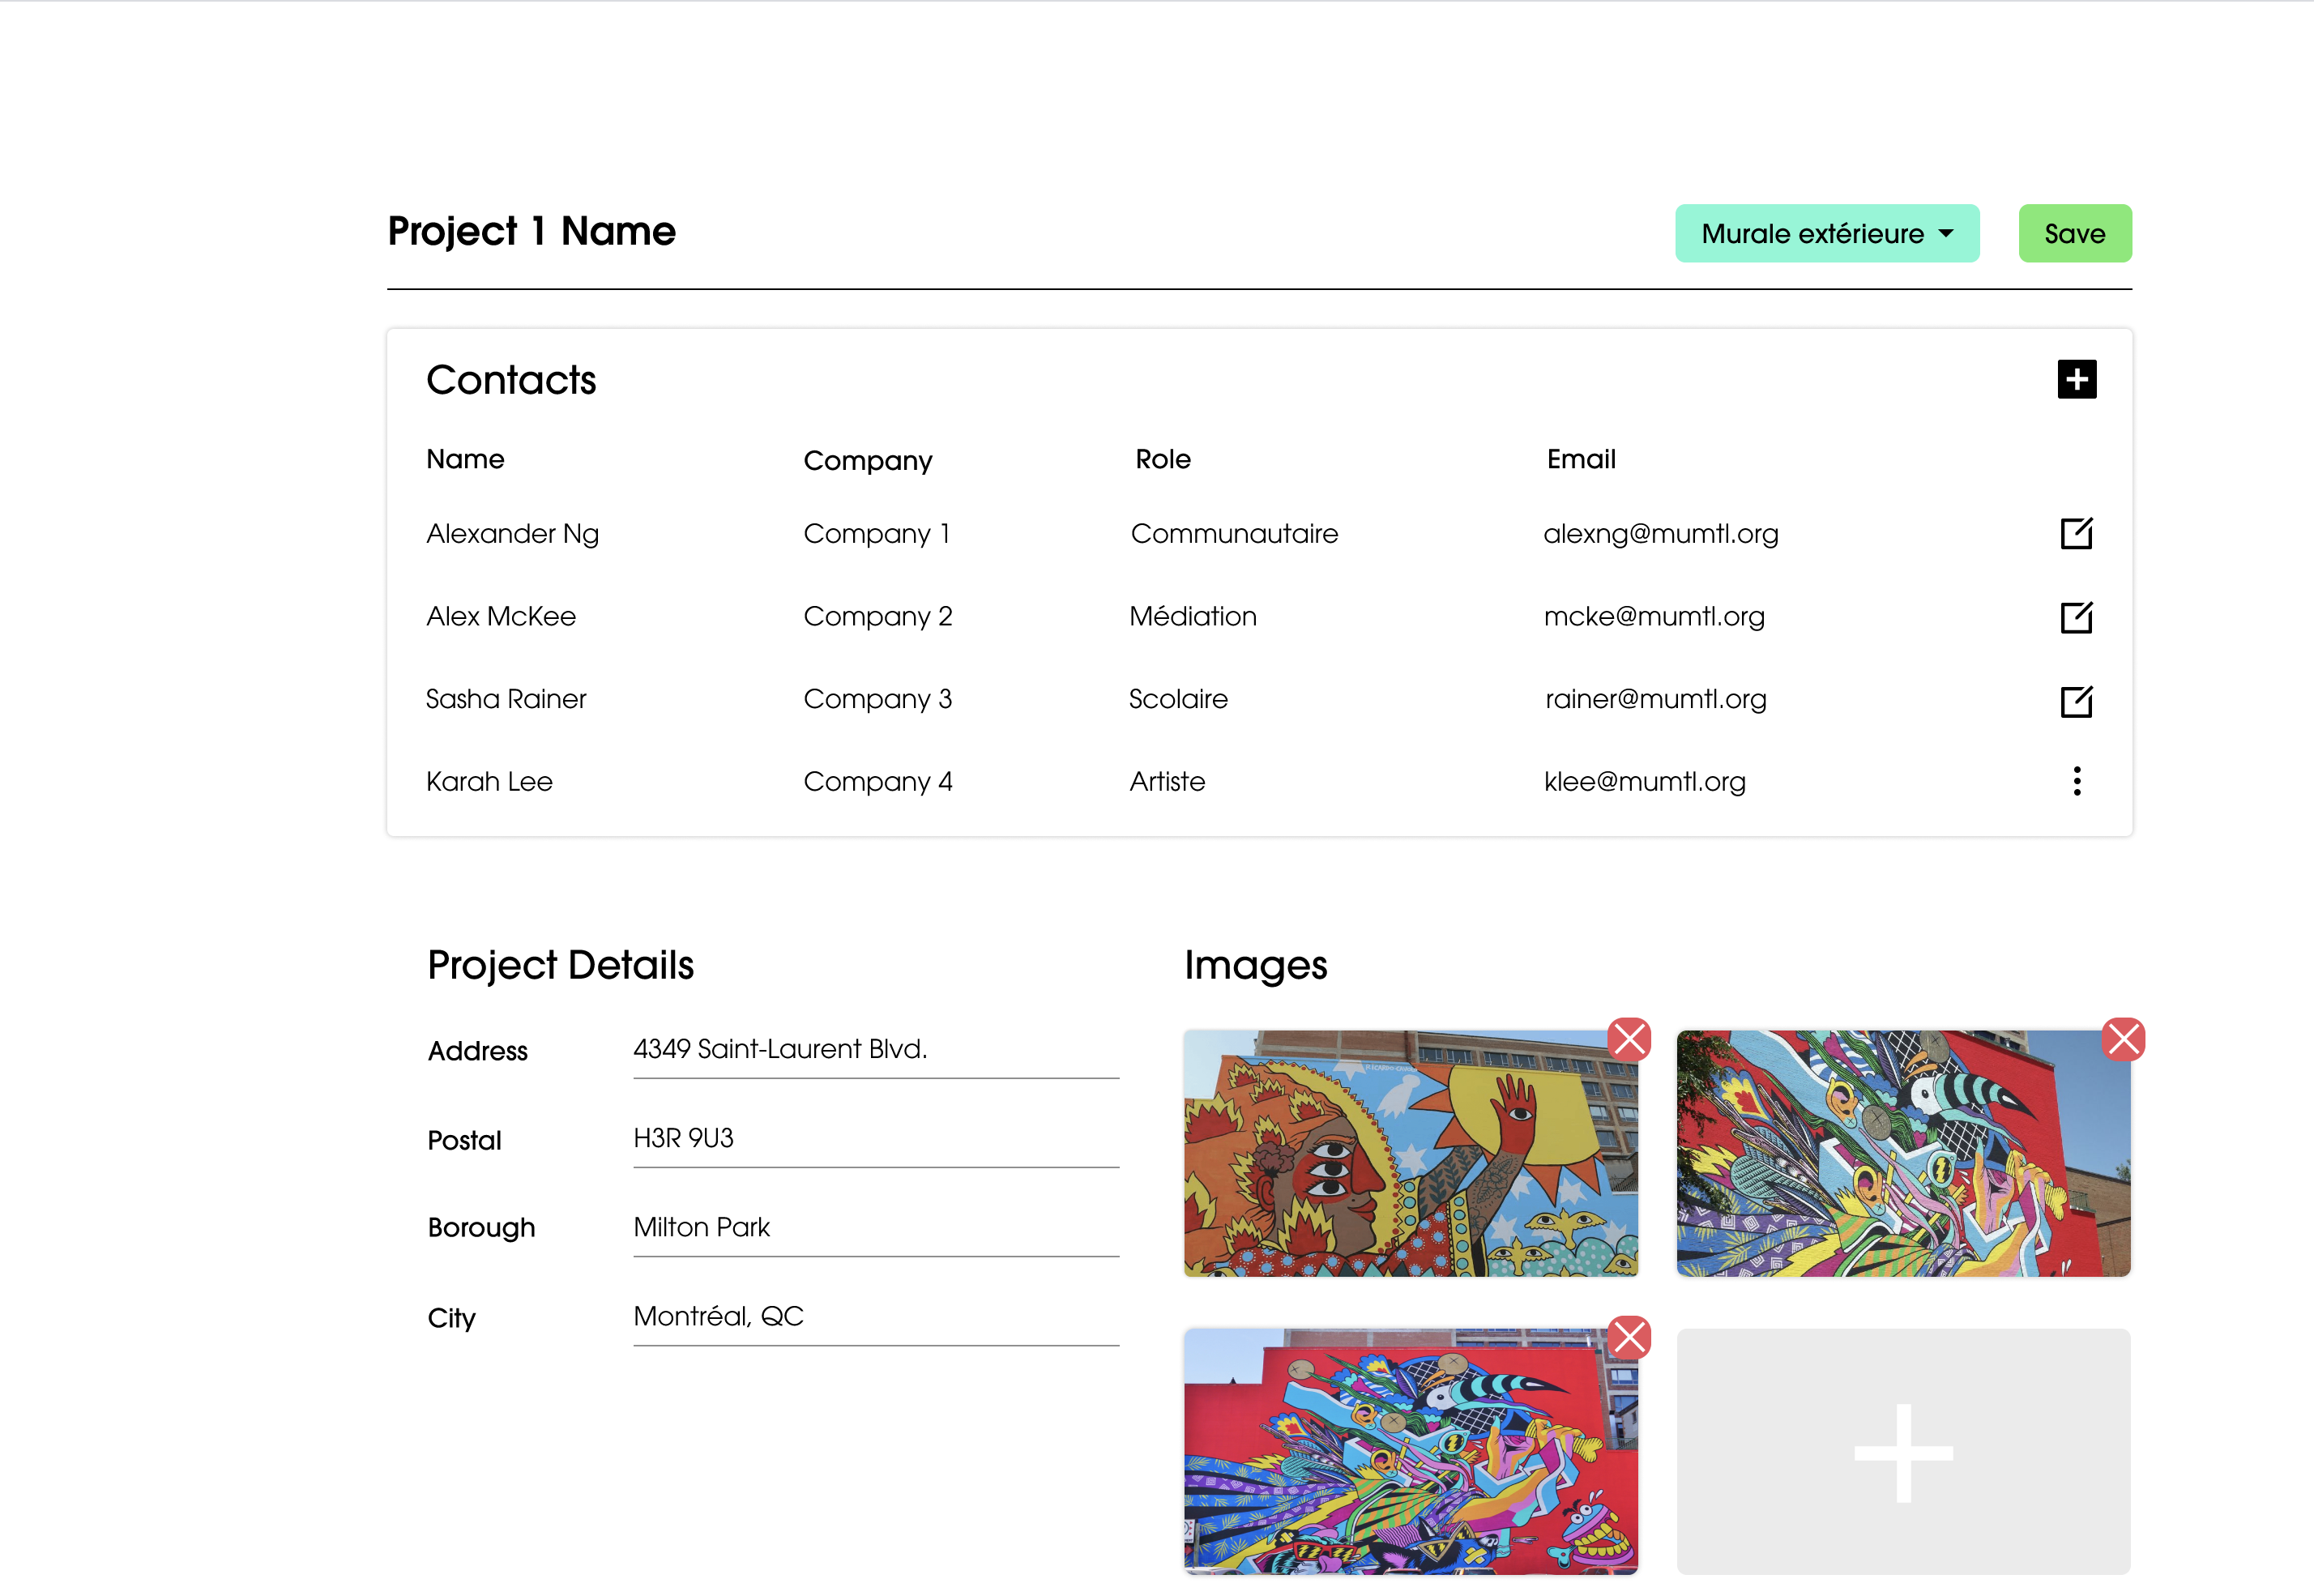 Project 1 Name
Murale extérieure
Save
Contacts
Name Company Role Email
Alexander Ng Company 1 Communautaire alexng@mumtl.org
Alex McKee Company 2 Médiation mcke@mumtl.org
Sasha Rainer Company 3 Scolaire rainer@mumtl.org
Karah Lee Company 4 Artiste klee@mumtl.org
Project Details
Address 4349 Saint-Laurent Blvd.
Postal H3R 9U3
Borough Milton Park
City Montréal, QC
Images